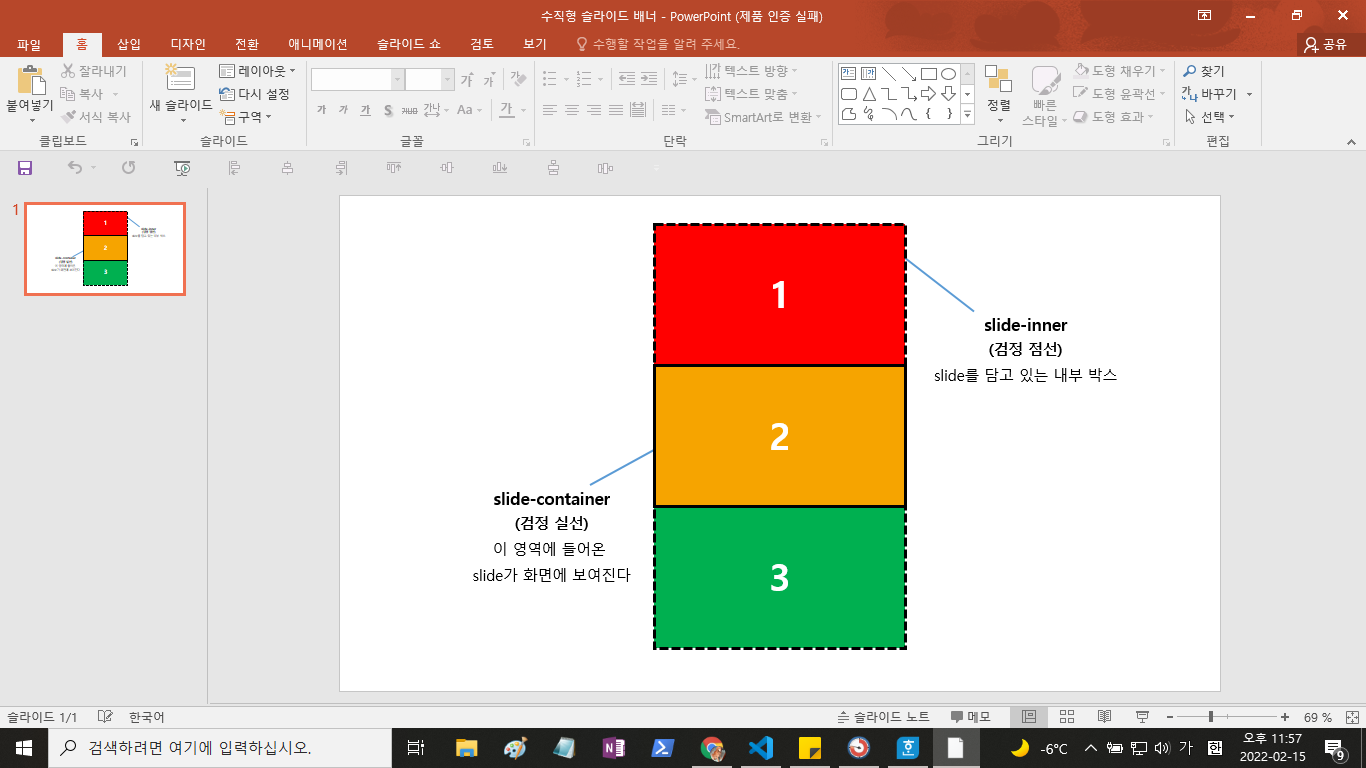 수직형 슬라이드 배너 - PowerPoint (제품 인증 실패)
파일 홈 삽입 디자인 전환 애니메이션 슬라이드 쇼 검토 보기 수행할 작업을 알려 주세요. 공유
붙여넣기
잘라내기
복사
서식 복사
클립보드
새 슬라이드
레이아웃
다시 설정
구역
슬라이드
가 가
가 가 가 S abc 간 Aa 가
글꼴
텍스트 방향
텍스트 맞춤
SmartArt로 변환
단락
정렬
빠른
스타일
도형 채우기
도형 윤곽선
도형 효과
그리기
찾기
바꾸기
선택
편집
1
1
2
3
1
slide-inner
(검정 점선)
slide를 담고 있는 내부 박스
2
slide-container
(검정 실선)
이 영역에 들어온
slide가 화면에 보여진다
3
슬라이드 1/1 한국어 슬라이드 노트 메모 69 %
검색하려면 여기에 입력하십시오.
-6°C 가 한 오후 11:57
2022-02-15
9